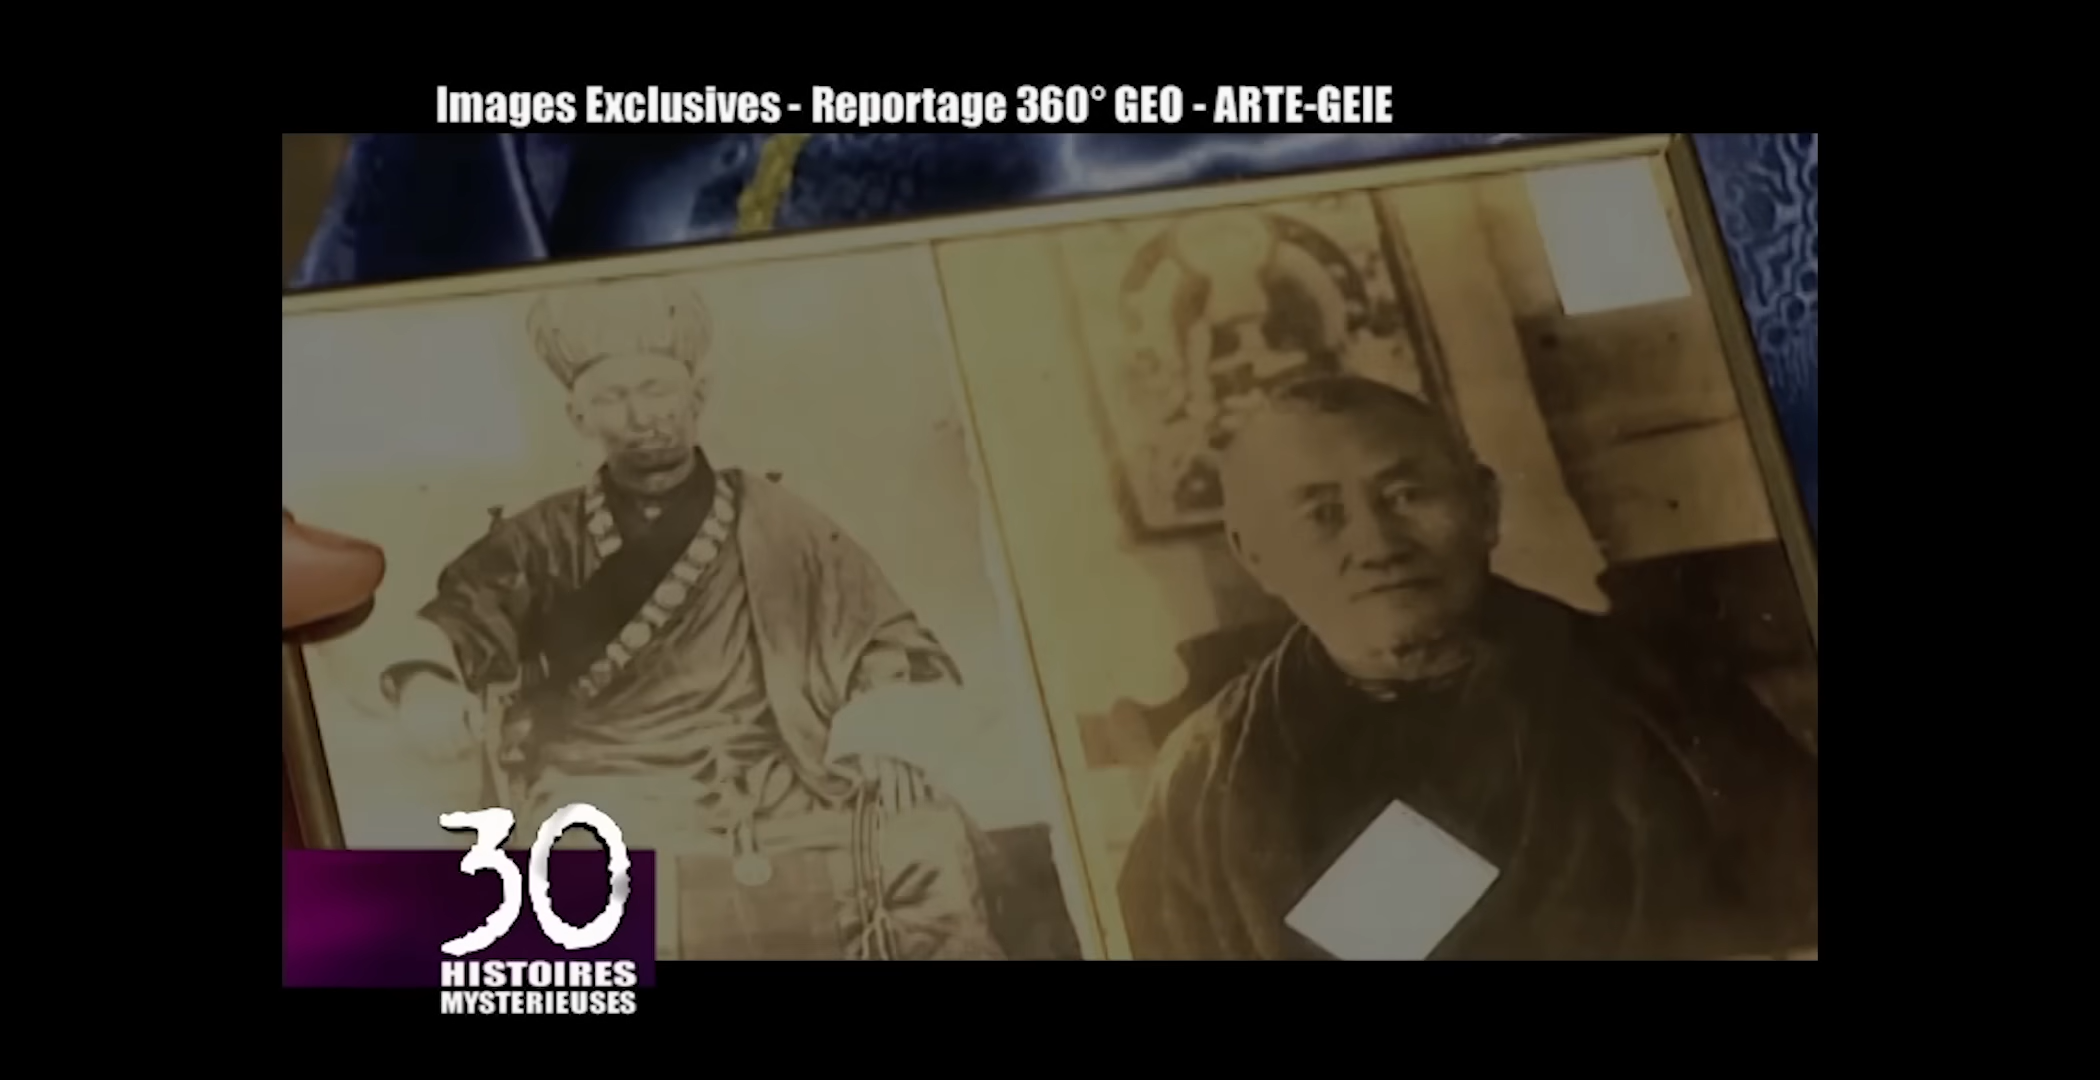 Images Exclusives - Reportage 360° GEO - ARTE-GEIE
30
HISTOIRES
MYSTERIEUSES